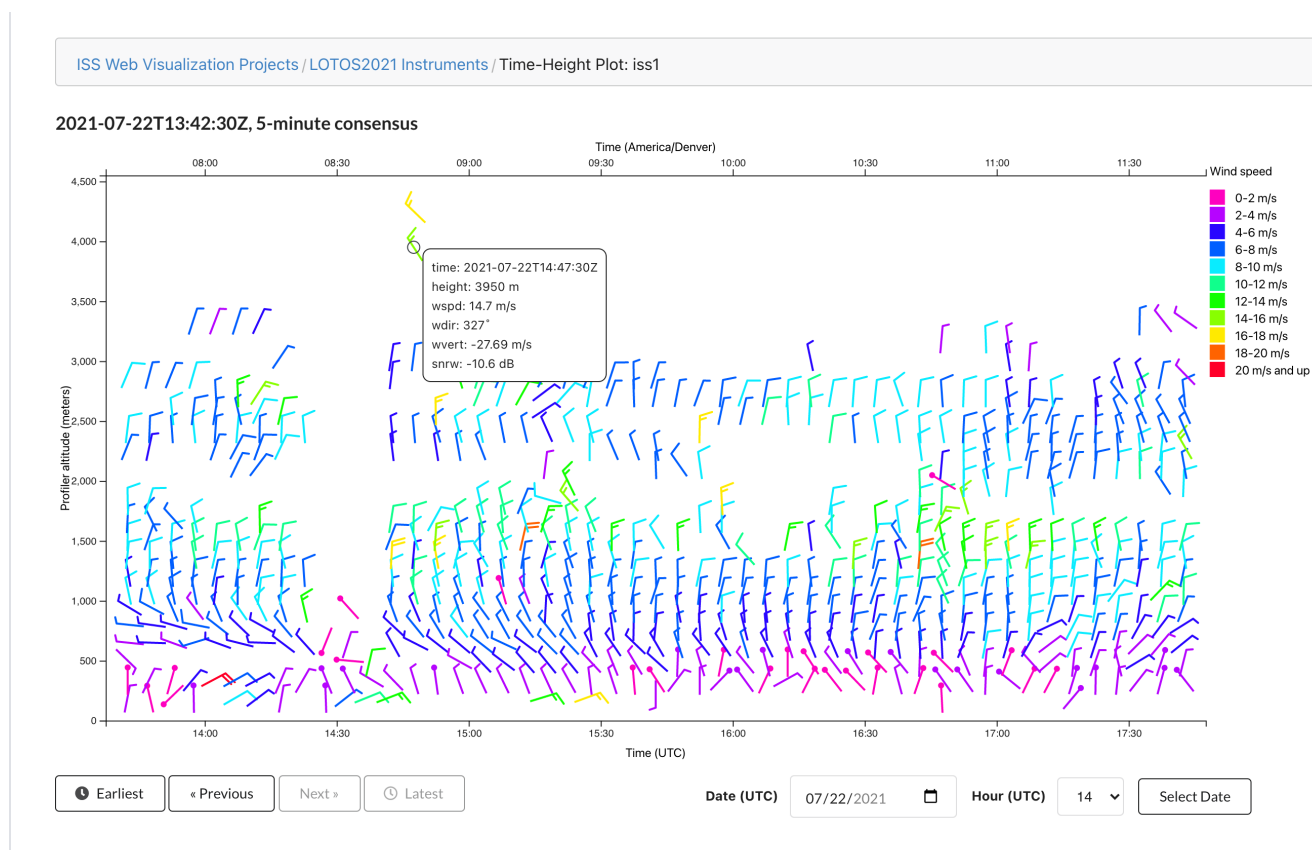 ISS Web Visualization Projects / LOTOS2021 Instruments / Time-Height Plot: iss1
2021-07-22T13:42:30Z, 5-minute consensus
Time (America/Denver)
08:00 08:30 09:00 09:30 10:00 10:30 11:00 11:30
Profiler altitude (meters)
4,500
4,000
3,500
3,000
2,500
2,000
1,500
1,000
500
0
time: 2021-07-22T14:47:30Z
height: 3950 m
wspd: 14.7 m/s
wdir: 327°
wvert: -27.69 m/s
snrw: -10.6 dB
Wind speed
0-2 m/s
2-4 m/s
4-6 m/s
6-8 m/s
8-10 m/s
10-12 m/s
12-14 m/s
14-16 m/s
16-18 m/s
18-20 m/s
20 m/s and up
14:00 14:30 15:00 15:30 16:00 16:30 17:00 17:30
Time (UTC)
Earliest « Previous Next » Latest Date (UTC) 07/22/2021 Hour (UTC) 14 Select Date